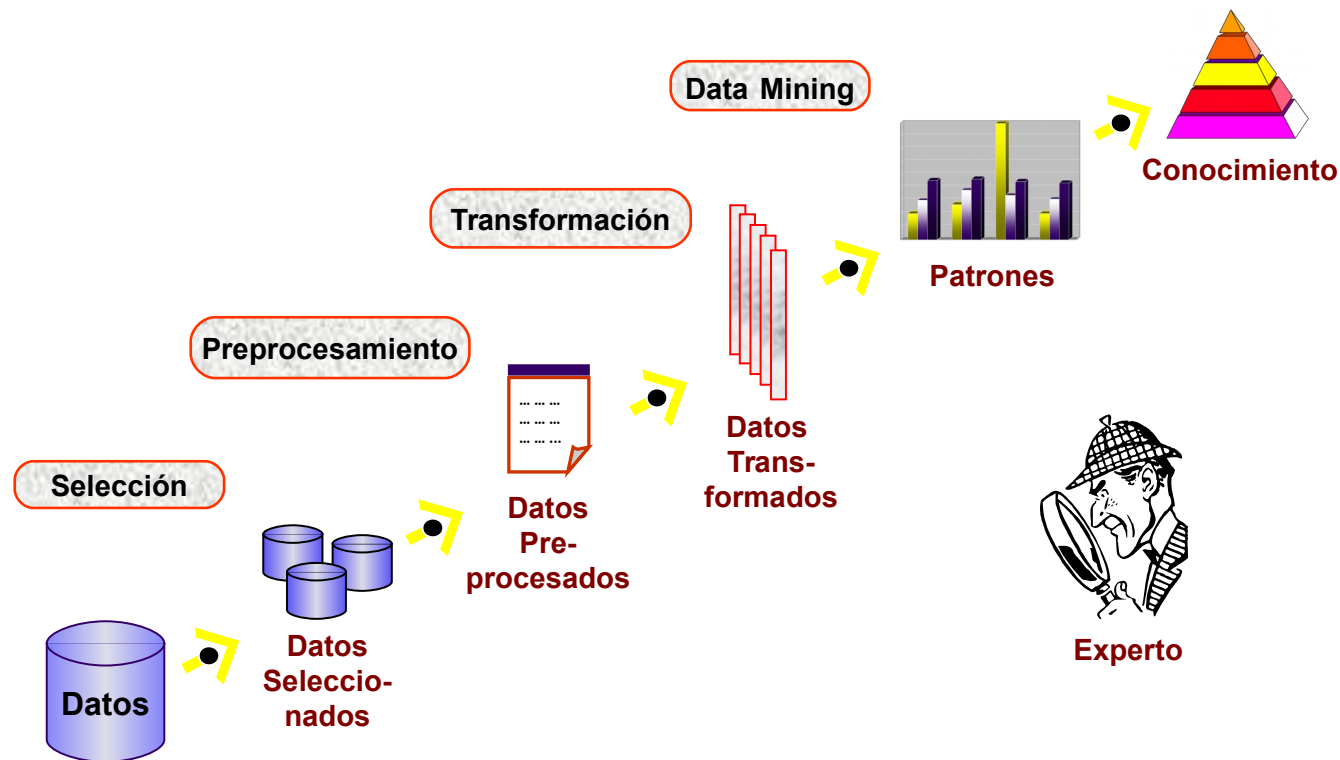 Data Mining
Conocimiento
Transformación
Patrones
Preprocesamiento
... ... ...
... ... ...
... ... ...
Datos
Trans-
formados
Selección
Datos
Pre-
procesados
Experto
Datos
Seleccio-
nados
Datos